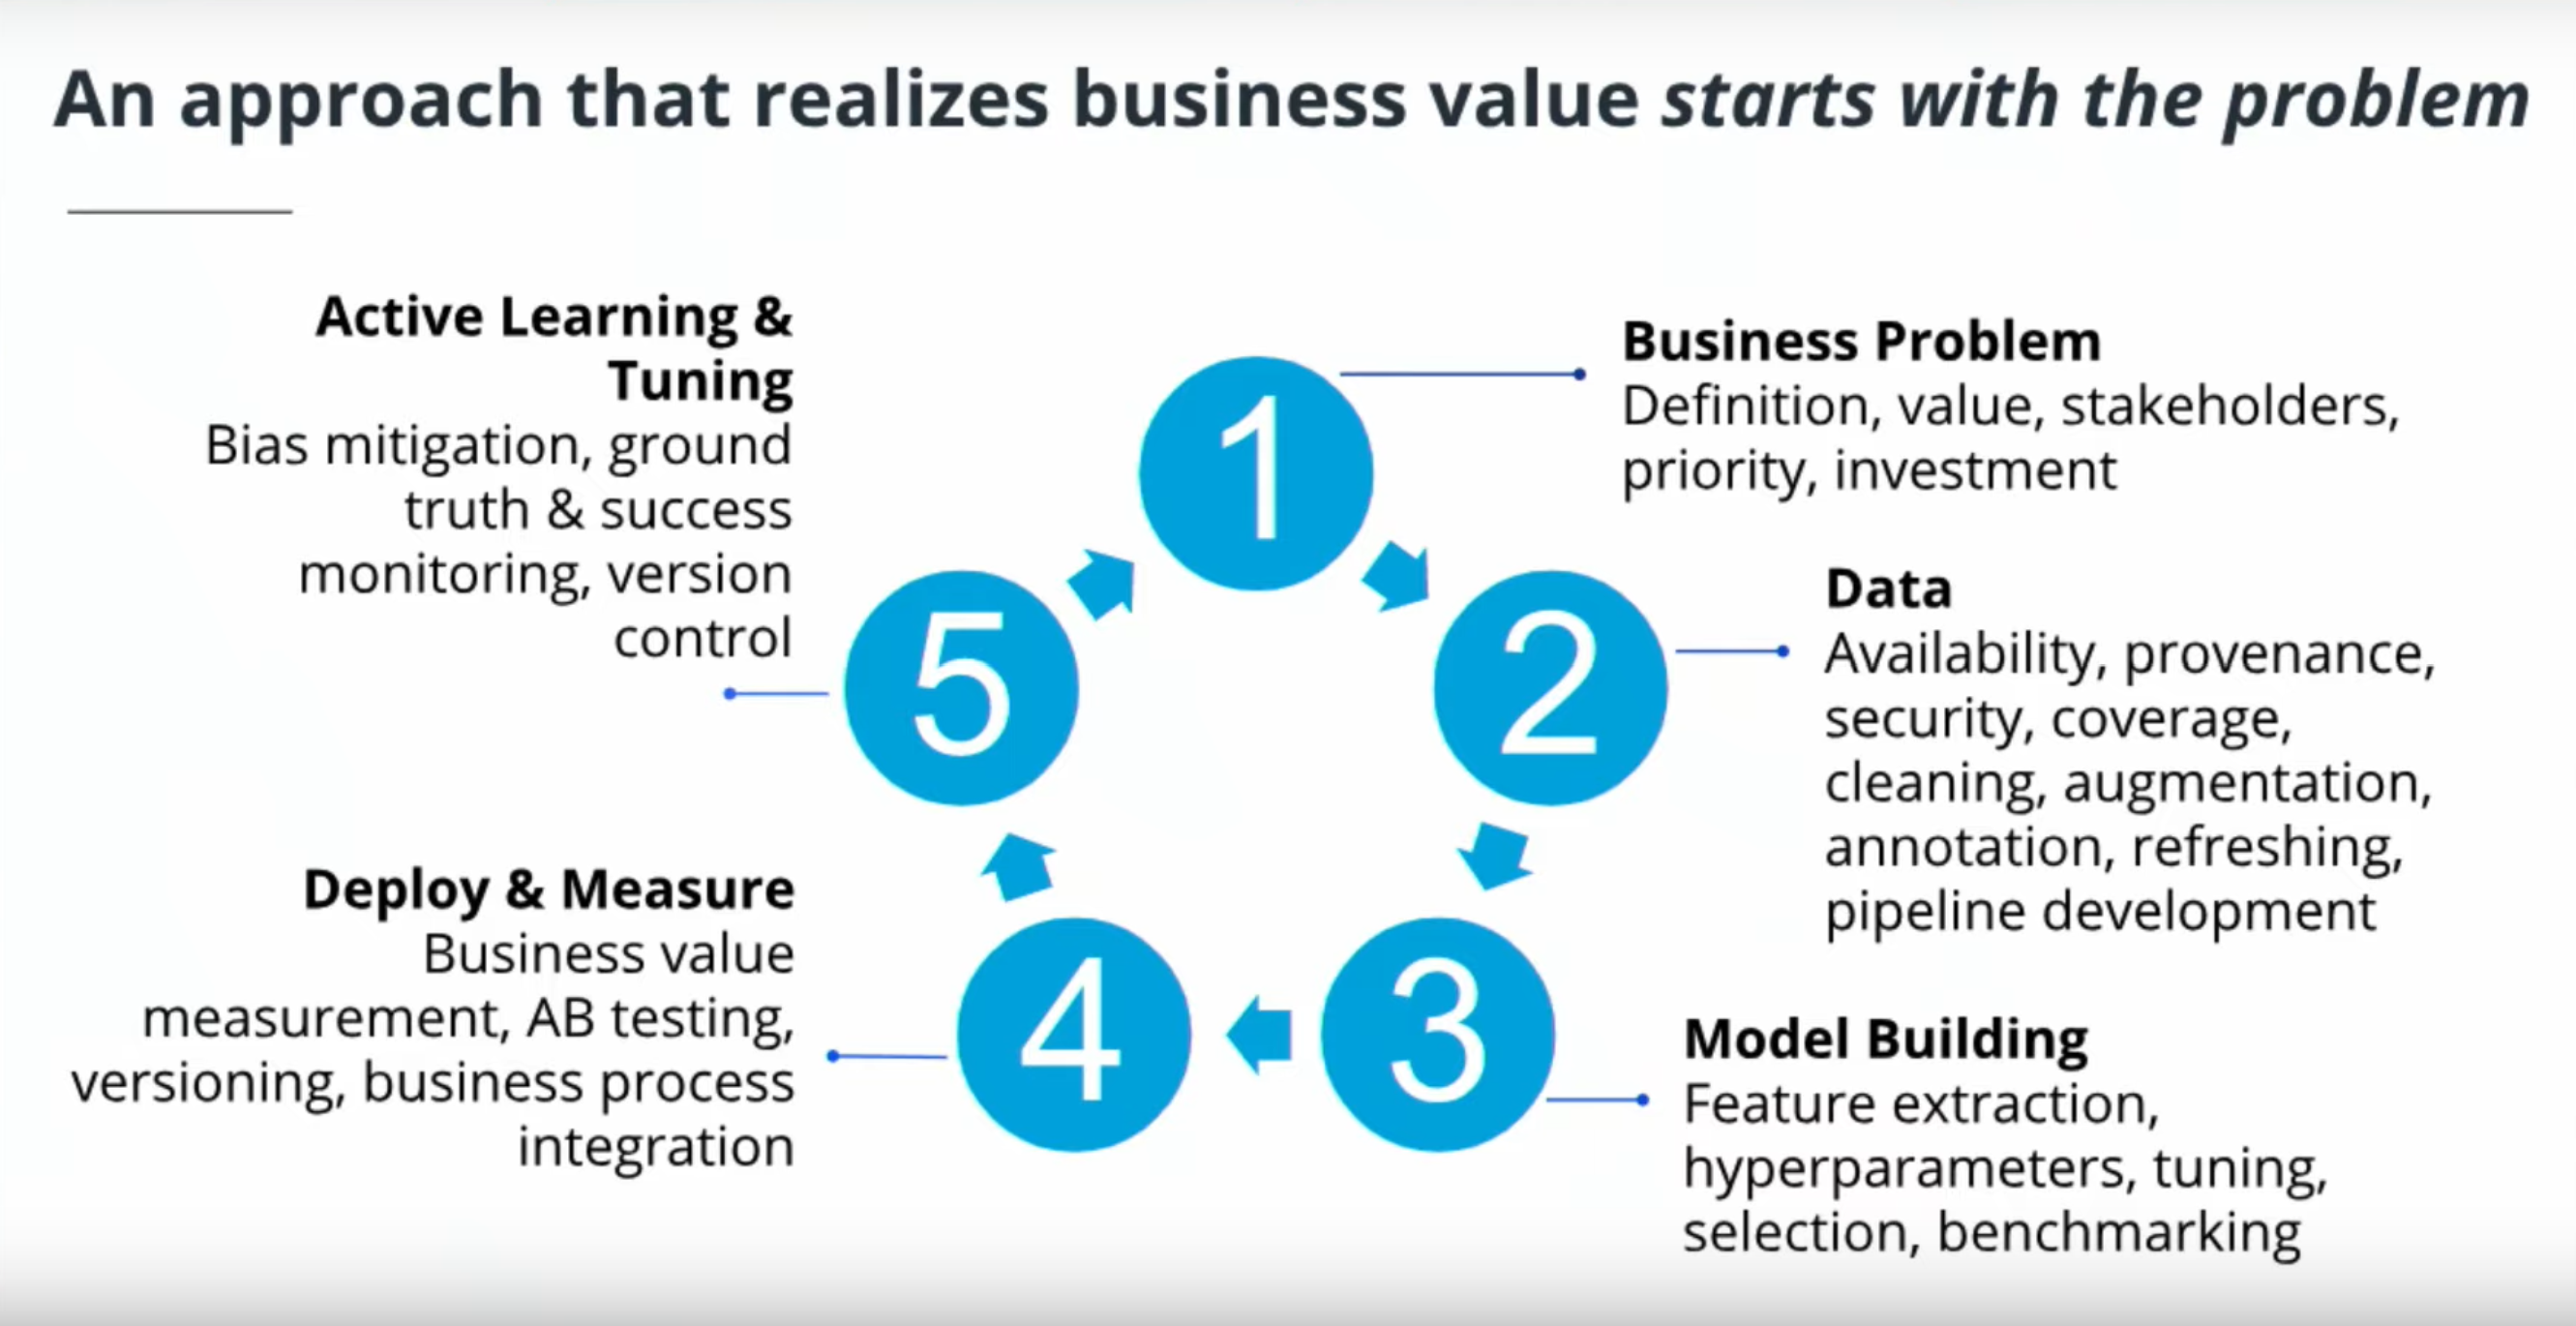 An approach that realizes business value starts with the problem
1
Business Problem
Definition, value, stakeholders,
priority, investment
2
Data
Availability, provenance,
security, coverage,
cleaning, augmentation,
annotation, refreshing,
pipeline development
3
Model Building
Feature extraction,
hyperparameters, tuning,
selection, benchmarking
4
Deploy & Measure
Business value
measurement, AB testing,
versioning, business process
integration
5
Active Learning &
Tuning
Bias mitigation, ground
truth & success
monitoring, version
control